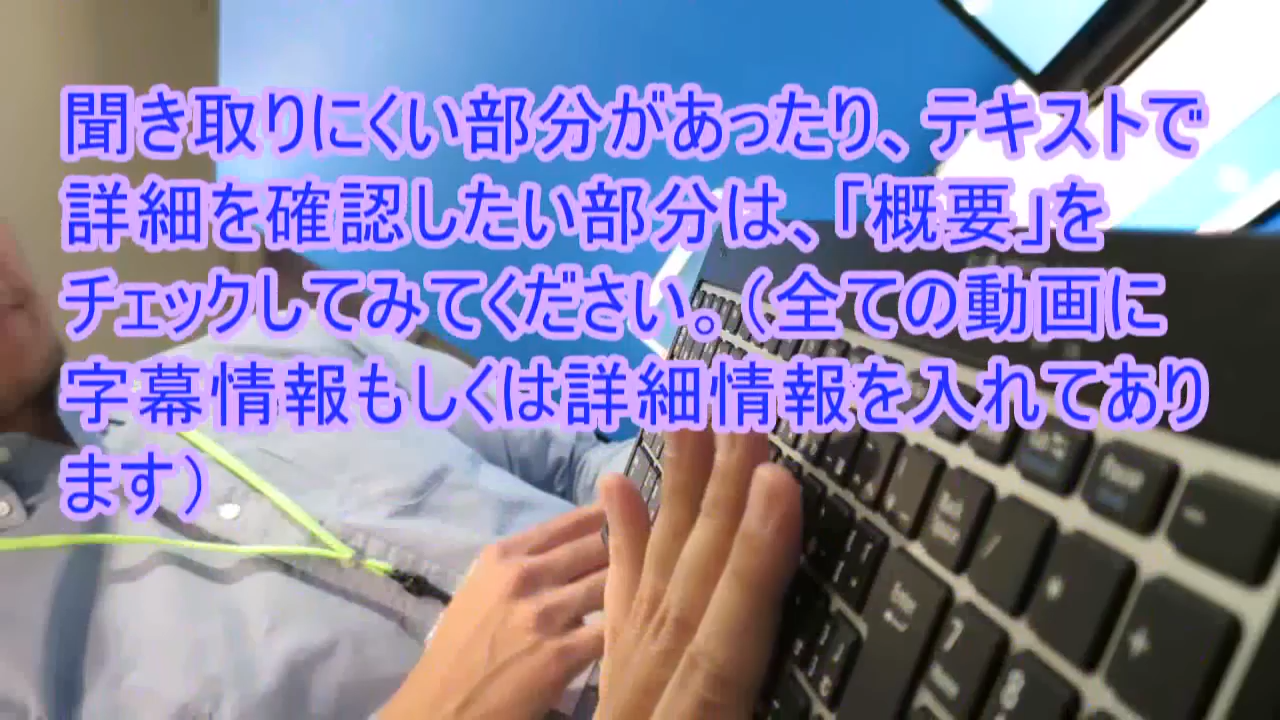 聞き取りにくい部分があったり、テキストで
詳細を確認したい部分は、「概要」を
チェックしてみてください。（全ての動画に
字幕情報もしくは詳細情報を入れてあり
ます）
Enter
7
8